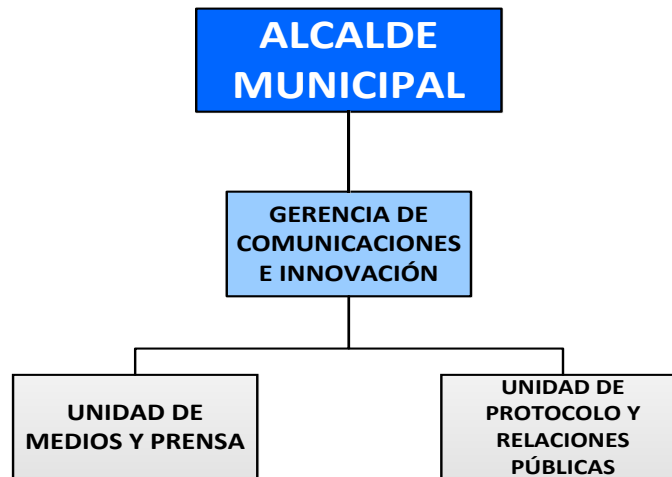 ALCALDE
MUNICIPAL
GERENCIA DE
COMUNICACIONES
E INNOVACIÓN
UNIDAD DE
MEDIOS Y PRENSA
UNIDAD DE
PROTOCOLO Y
RELACIONES
PÚBLICAS